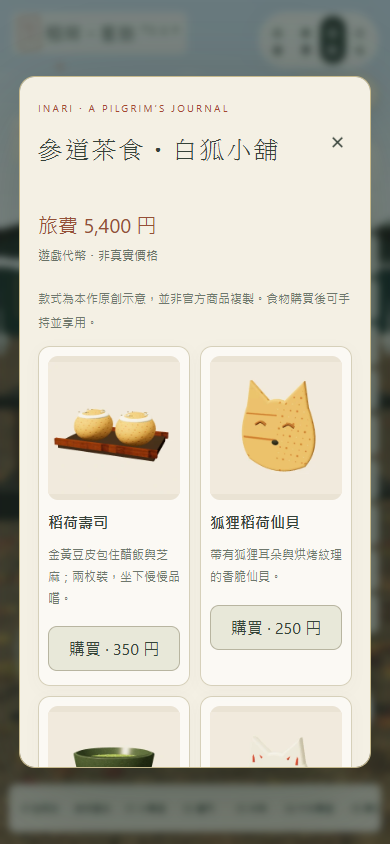 INARI · A PILGRIM'S JOURNAL
參道茶食・白狐小舖
×
旅費 5,400 円
遊戲代幣 · 非真實價格
款式為本作原創示意，並非官方商品複製。食物購買後可手
持並享用。
稻荷壽司
金黃豆皮包住醋飯與芝
麻；兩枚裝，坐下慢慢品
嚐。
購買 · 350 円
狐狸稻荷仙貝
帶有狐狸耳朵與烘烤紋理
的香脆仙貝。
購買 · 250 円